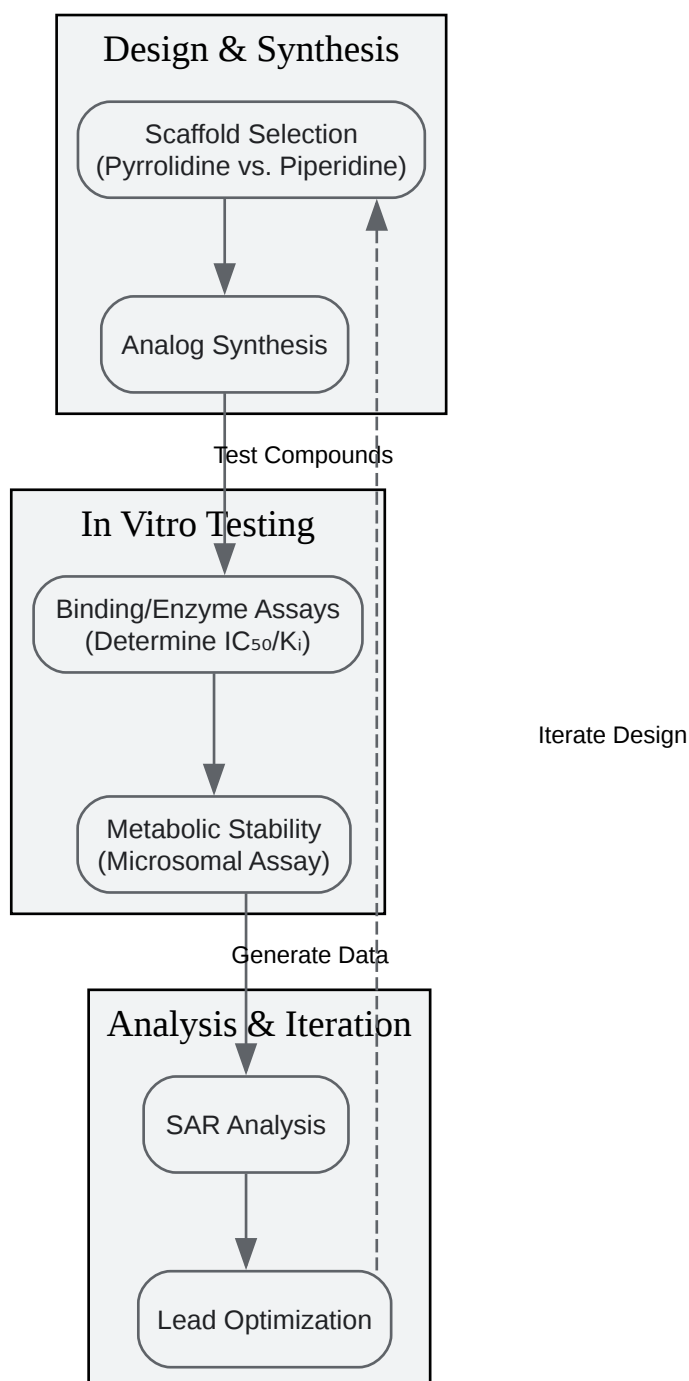 Design & Synthesis
Scaffold Selection
(Pyrrolidine vs. Piperidine)
Analog Synthesis
Test Compounds
In Vitro Testing
Binding/Enzyme Assays
(Determine IC₅₀/Kᵢ)
Iterate Design
Metabolic Stability
(Microsomal Assay)
Generate Data
Analysis & Iteration
SAR Analysis
Lead Optimization